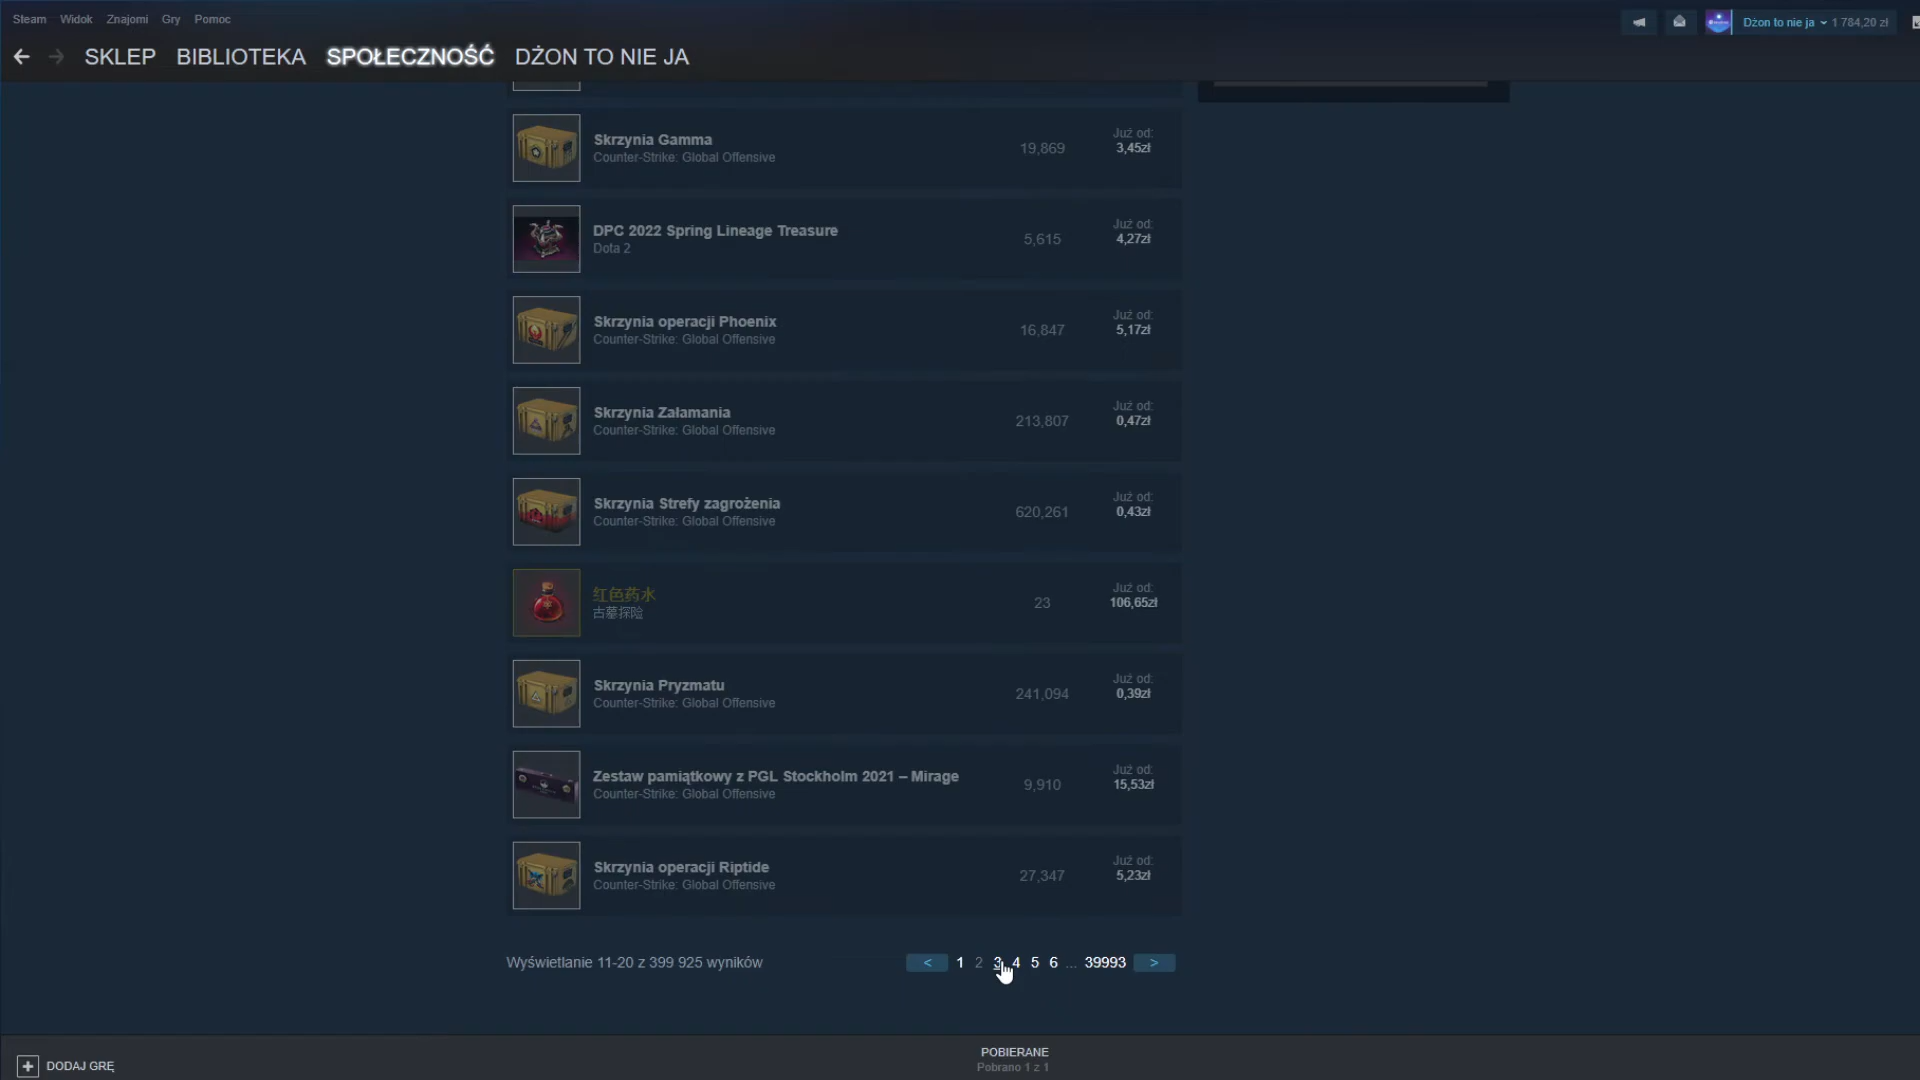 Steam Widok Znajomi Gry Pomoc
Dżon to nie ja 1 784,20 zł
SKLEP BIBLIOTEKA SPOŁECZNOŚĆ DŻON TO NIE JA
Skrzynia Gamma
Counter-Strike: Global Offensive
19,869
Już od:
3,45zł
DPC 2022 Spring Lineage Treasure
Dota 2
5,615
Już od:
4,27zł
Skrzynia operacji Phoenix
Counter-Strike: Global Offensive
16,847
Już od:
5,17zł
Skrzynia Załamania
Counter-Strike: Global Offensive
213,807
Już od:
0,47zł
Skrzynia Strefy zagrożenia
Counter-Strike: Global Offensive
620,261
Już od:
0,43zł
红色药水
古墓探险
23
Już od:
106,65zł
Skrzynia Pryzmatu
Counter-Strike: Global Offensive
241,094
Już od:
0,39zł
Zestaw pamiątkowy z PGL Stockholm 2021 – Mirage
Counter-Strike: Global Offensive
9,910
Już od:
15,53zł
Skrzynia operacji Riptide
Counter-Strike: Global Offensive
27,347
Już od:
5,23zł
Wyświetlanie 11-20 z 399 925 wyników
< 1 2 3 4 5 6 ... 39993 >
DODAJ GRĘ
POBIERANE
Pobrano 1 z 1